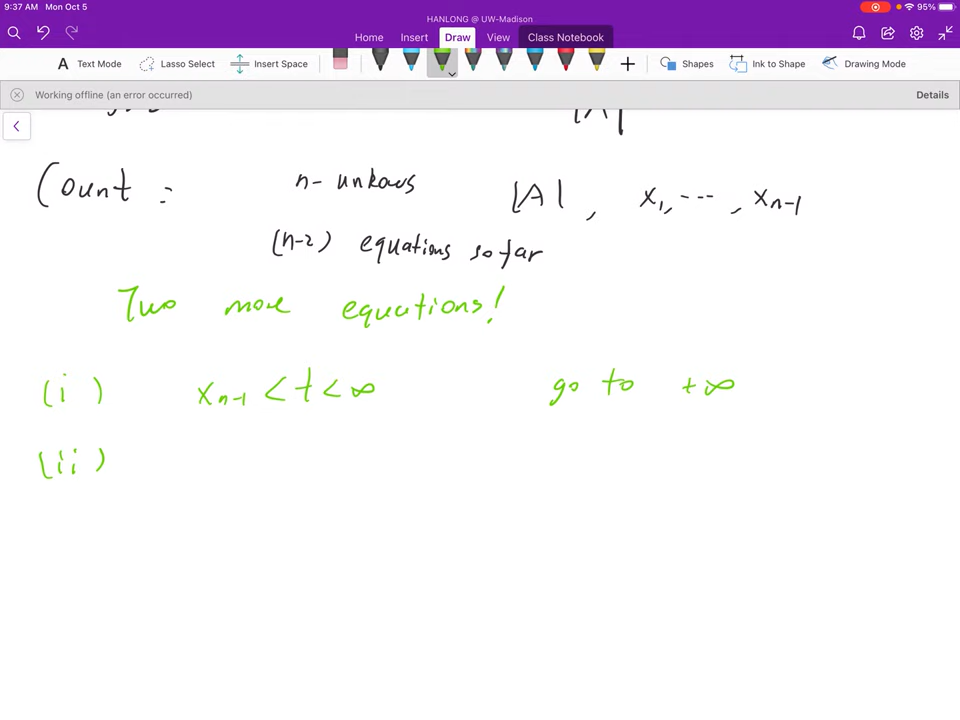 9:37 AM Mon Oct 5
95%
HANLONG @ UW-Madison
Home Insert Draw View Class Notebook
Text Mode Lasso Select Insert Space Shapes Ink to Shape Drawing Mode
Working offline (an error occurred) Details
|A|
Count : n-unkows |A|, x₁, ---, xₙ₋₁
(n-2) equations so far
Two more equations!
(i) xₙ₋₁ < t < ∞ go to +∞
(ii)